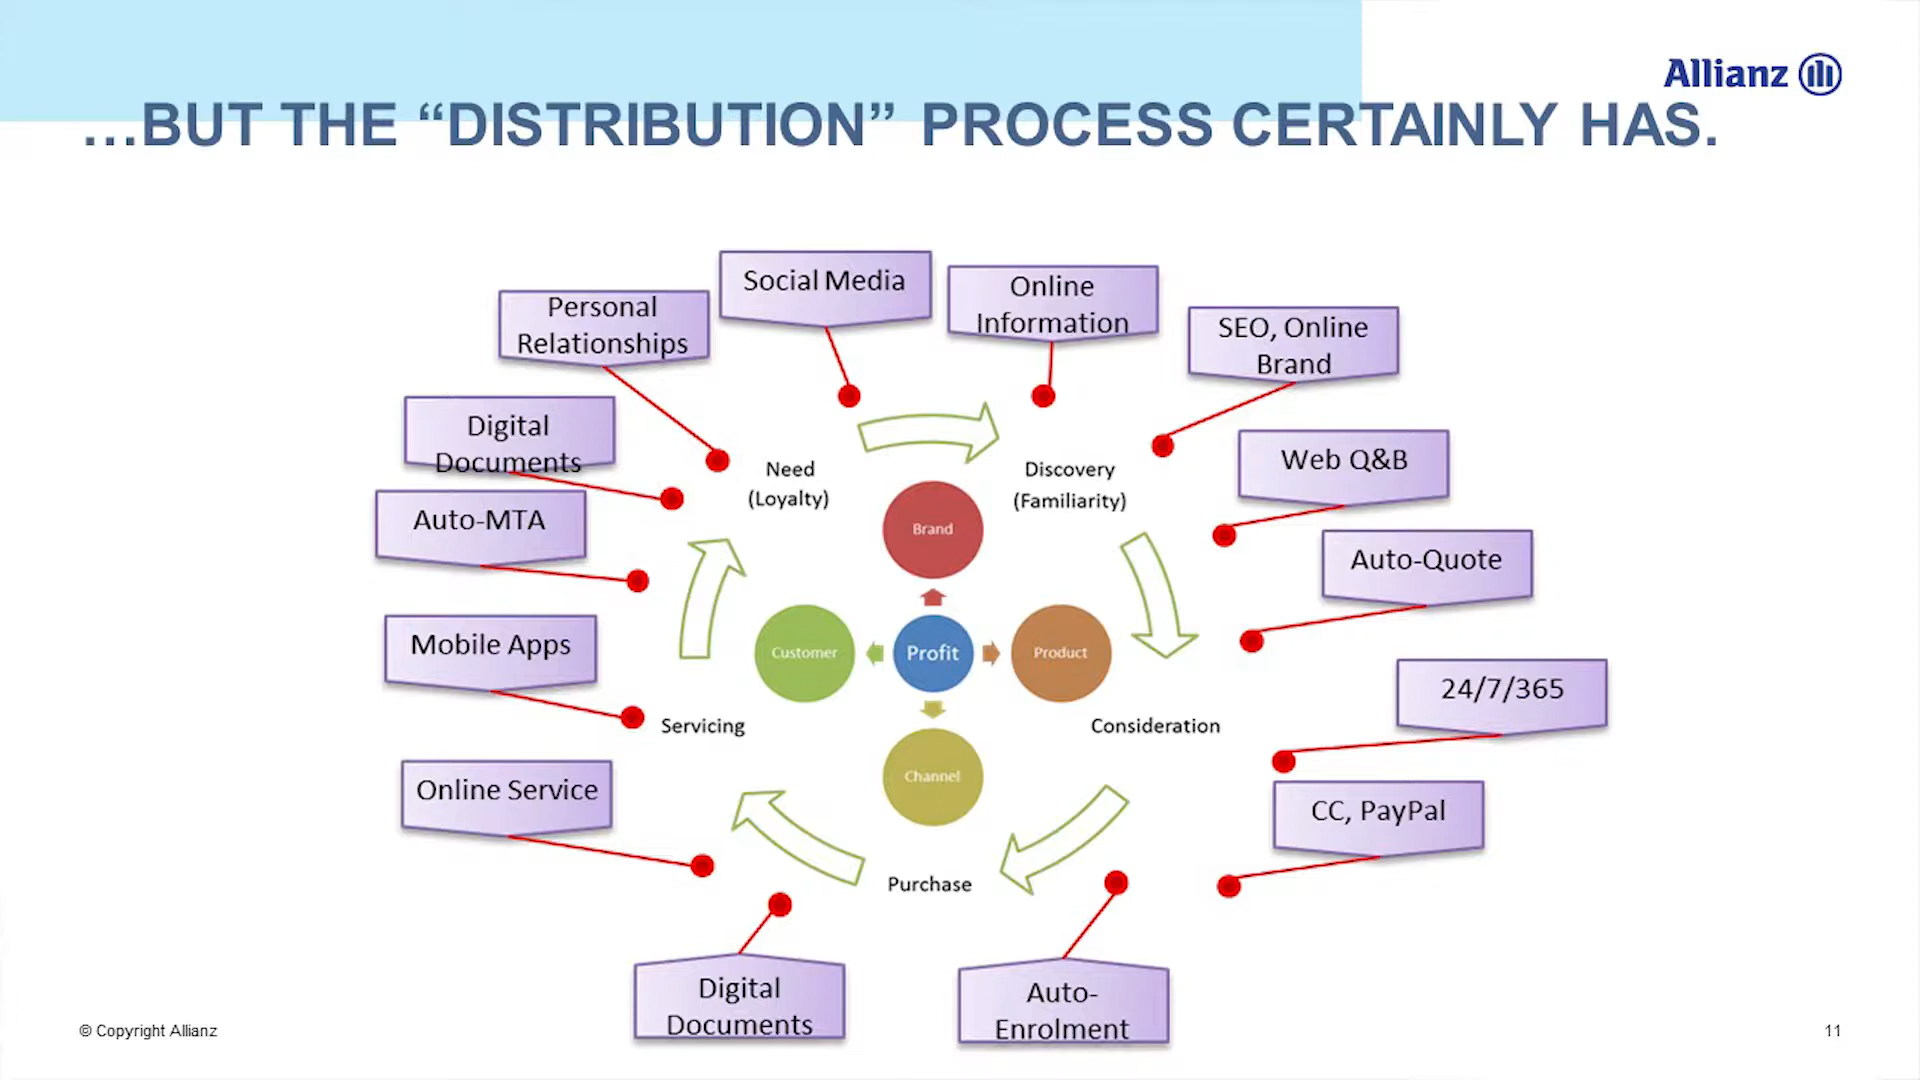 Allianz
…BUT THE “DISTRIBUTION” PROCESS CERTAINLY HAS.
Social Media
Online
Information
Personal
Relationships
SEO, Online
Brand
Digital
Documents
Web Q&B
Need
(Loyalty)
Discovery
(Familiarity)
Auto-MTA
Brand
Auto-Quote
Mobile Apps
Customer
Profit
Product
24/7/365
Servicing
Consideration
Channel
Online Service
CC, PayPal
Purchase
Digital
Documents
Auto-
Enrolment
© Copyright Allianz
11